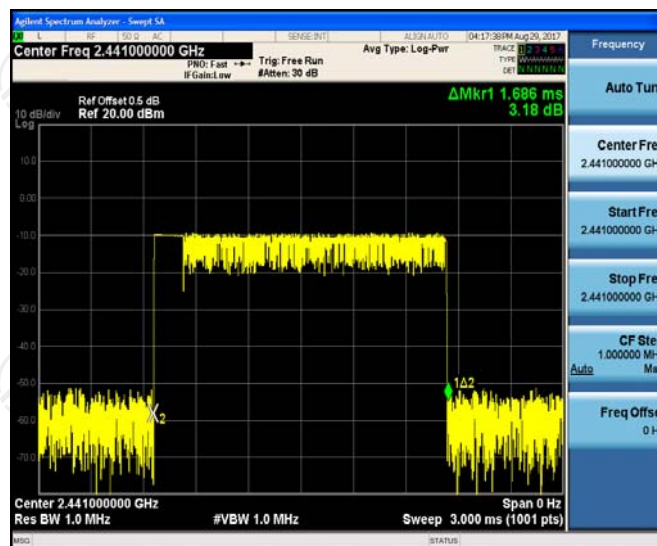 Agilent Spectrum Analyzer - Swept SA
LXI L RF 50 Ω AC SENSE:INT ALIGN AUTO 04:17:38 PM Aug 29, 2017
Center Freq 2.441000000 GHz
PNO: Fast Trig: Free Run
IFGain:Low #Atten: 30 dB
Avg Type: Log-Pwr
TRACE 1 2 3 4 5 6
TYPE
DET N N N N N N
ΔMkr1 1.686 ms
3.18 dB
Ref Offset 0.5 dB
10 dB/div Ref 20.00 dBm
Log
10.0
0.00
-10.0
-20.0
-30.0
-40.0
-50.0
-60.0
-70.0
1Δ2
2
Center 2.441000000 GHz Span 0 Hz
Res BW 1.0 MHz #VBW 1.0 MHz Sweep 3.000 ms (1001 pts)
MSG STATUS
Frequency
Auto Tun
Center Fre
2.441000000 GH
Start Fre
2.441000000 GH
Stop Fre
2.441000000 GH
CF Ste
1.000000 MH
Auto Ma
Freq Offse
0 H